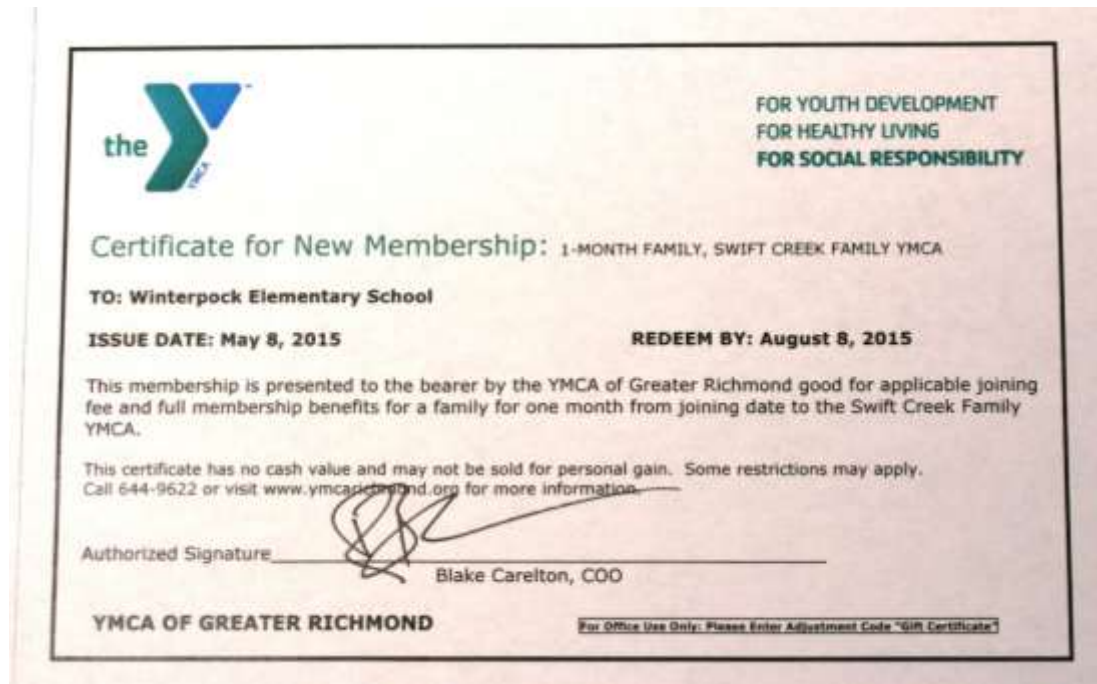 the
YMCA
FOR YOUTH DEVELOPMENT
FOR HEALTHY LIVING
FOR SOCIAL RESPONSIBILITY
Certificate for New Membership: 1-MONTH FAMILY, SWIFT CREEK FAMILY YMCA
TO: Winterpock Elementary School
ISSUE DATE: May 8, 2015 REDEEM BY: August 8, 2015
This membership is presented to the bearer by the YMCA of Greater Richmond good for applicable joining
fee and full membership benefits for a family for one month from joining date to the Swift Creek Family
YMCA.
This certificate has no cash value and may not be sold for personal gain. Some restrictions may apply.
Call 644-9622 or visit www.ymcarichmond.org for more information.
Authorized Signature
Blake Carelton, COO
YMCA OF GREATER RICHMOND
For Office Use Only: Please Enter Adjustment Code "Gift Certificate"